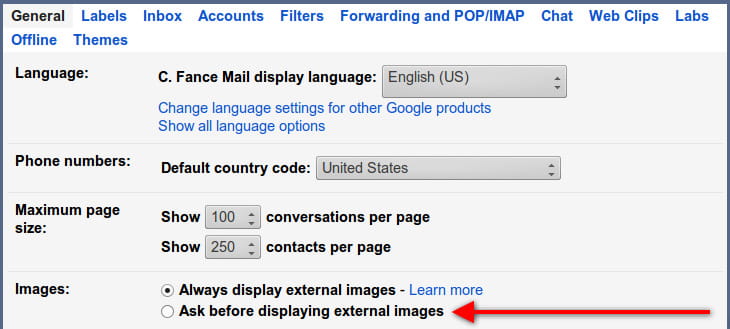 General Labels Inbox Accounts Filters Forwarding and POP/IMAP Chat Web Clips Labs
Offline Themes
Language: C. Fance Mail display language: English (US)
Change language settings for other Google products
Show all language options
Phone numbers: Default country code: United States
Maximum page size: Show 100 conversations per page
Show 250 contacts per page
Images: Always display external images - Learn more
Ask before displaying external images